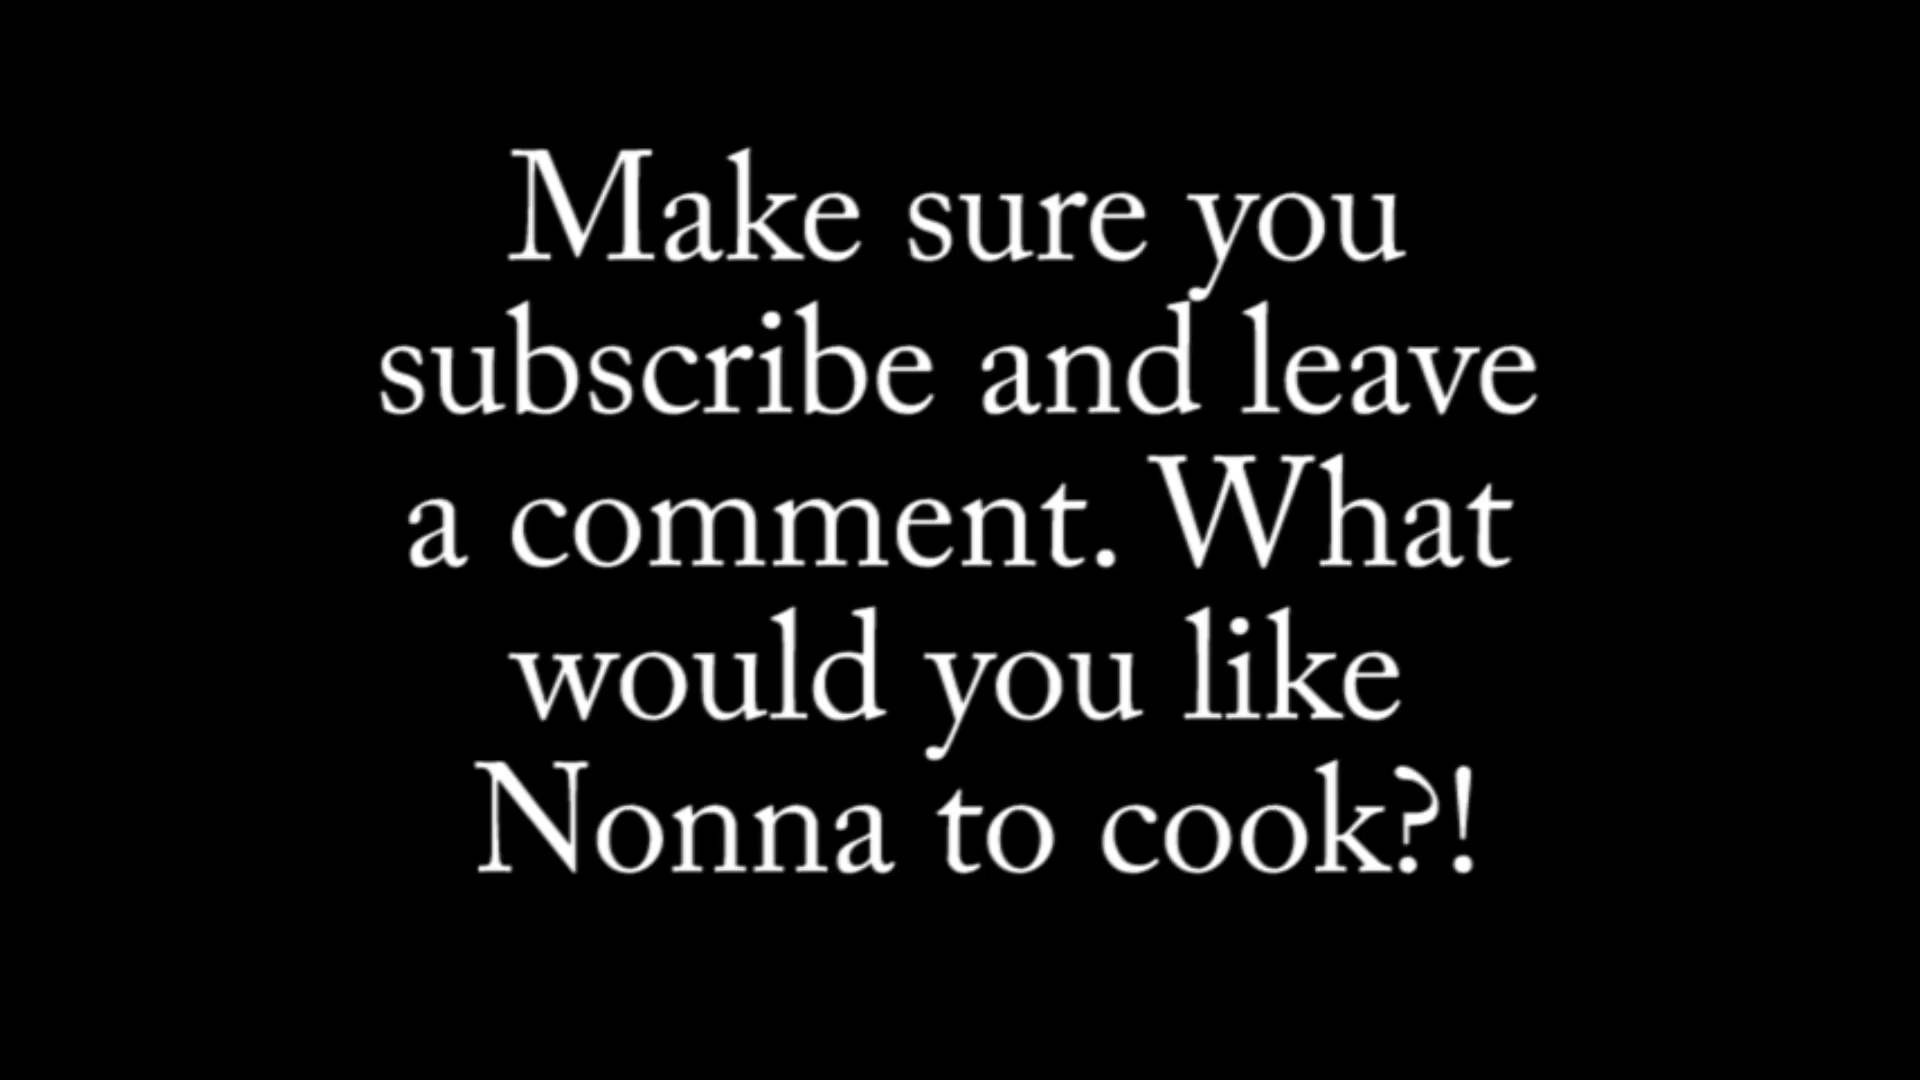 Make sure you
subscribe and leave
a comment. What
would you like
Nonna to cook?!